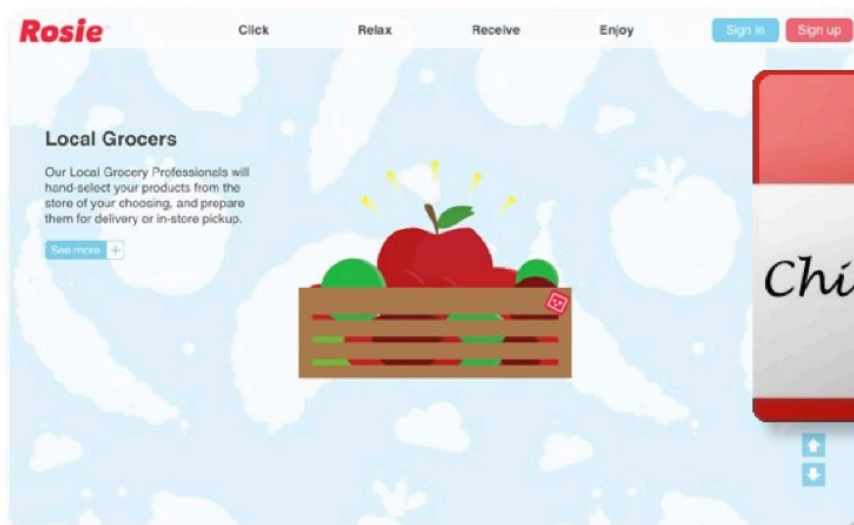 Rosie
Click Relax Receive Enjoy Sign in Sign up
Local Grocers
Our Local Grocery Professionals will
hand-select your products from the
store of your choosing, and prepare
them for delivery or in-store pickup.
See more +
Chi